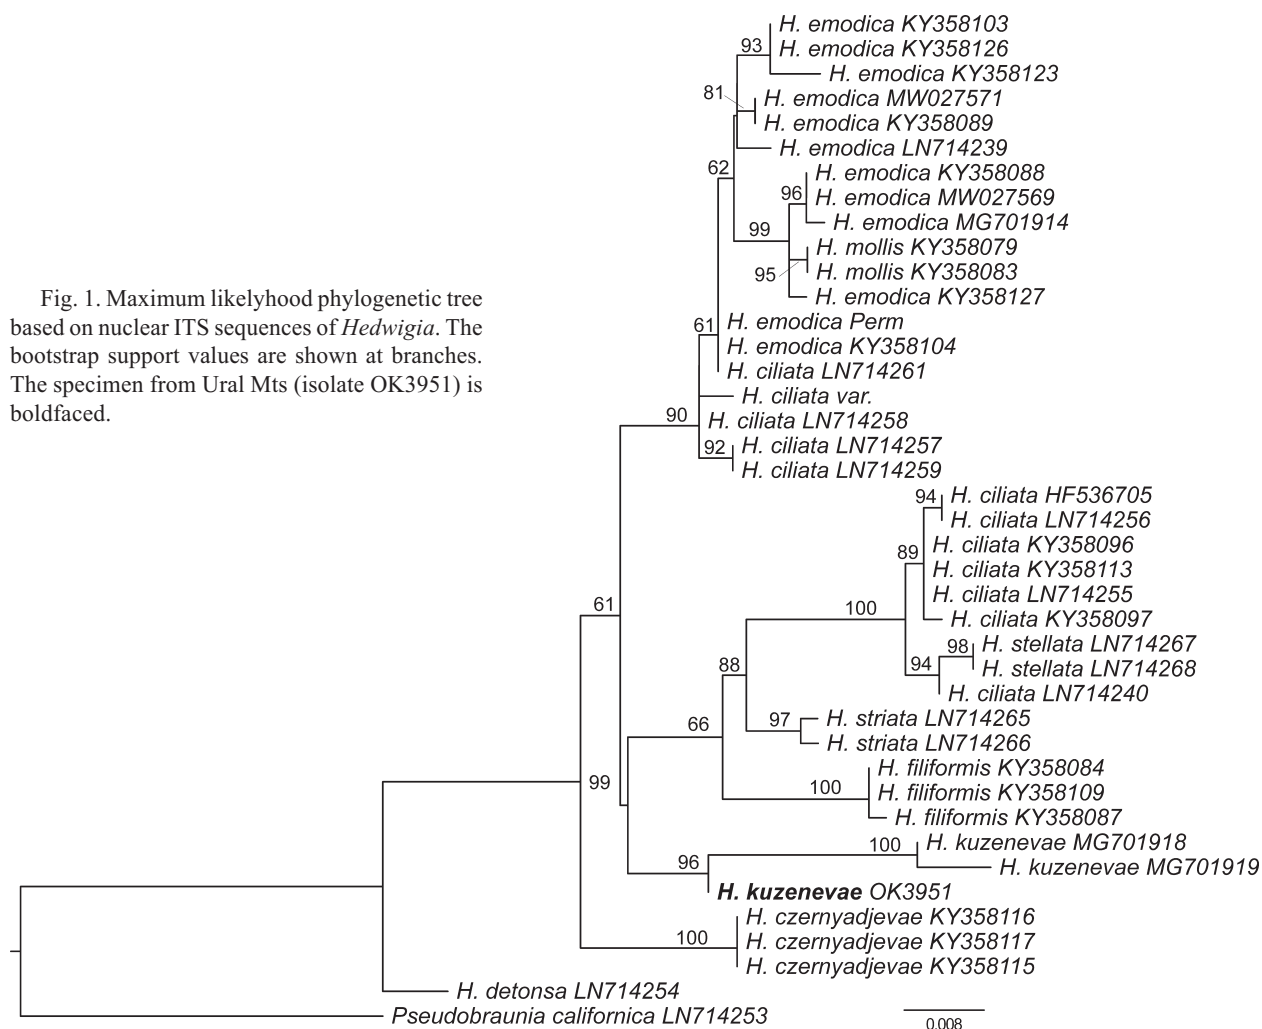 93
H. emodica KY358103
H. emodica KY358126
H. emodica KY358123
81
H. emodica MW027571
H. emodica KY358089
H. emodica LN714239
62
H. emodica KY358088
96
H. emodica MW027569
H. emodica MG701914
99
H. mollis KY358079
95
H. mollis KY358083
H. emodica KY358127
Fig. 1. Maximum likelyhood phylogenetic tree
based on nuclear ITS sequences of Hedwigia. The
bootstrap support values are shown at branches.
The specimen from Ural Mts (isolate OK3951) is
boldfaced.
61
H. emodica Perm
H. emodica KY358104
H. ciliata LN714261
H. ciliata var.
90
H. ciliata LN714258
92
H. ciliata LN714257
H. ciliata LN714259
94
H. ciliata HF536705
H. ciliata LN714256
89
H. ciliata KY358096
H. ciliata KY358113
H. ciliata LN714255
61
100
H. ciliata KY358097
98
H. stellata LN714267
88
94
H. stellata LN714268
H. ciliata LN714240
66
97
H. striata LN714265
H. striata LN714266
99
100
H. filiformis KY358084
H. filiformis KY358109
H. filiformis KY358087
100
H. kuzenevae MG701918
96
H. kuzenevae MG701919
H. kuzenevae OK3951
100
H. czernyadjevae KY358116
H. czernyadjevae KY358117
H. czernyadjevae KY358115
H. detonsa LN714254
Pseudobraunia californica LN714253
0.008